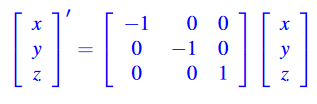 [ x y z ]′ = [ −1 0 0 ; 0 −1 0 ; 0 0 1 ] [ x y z ]